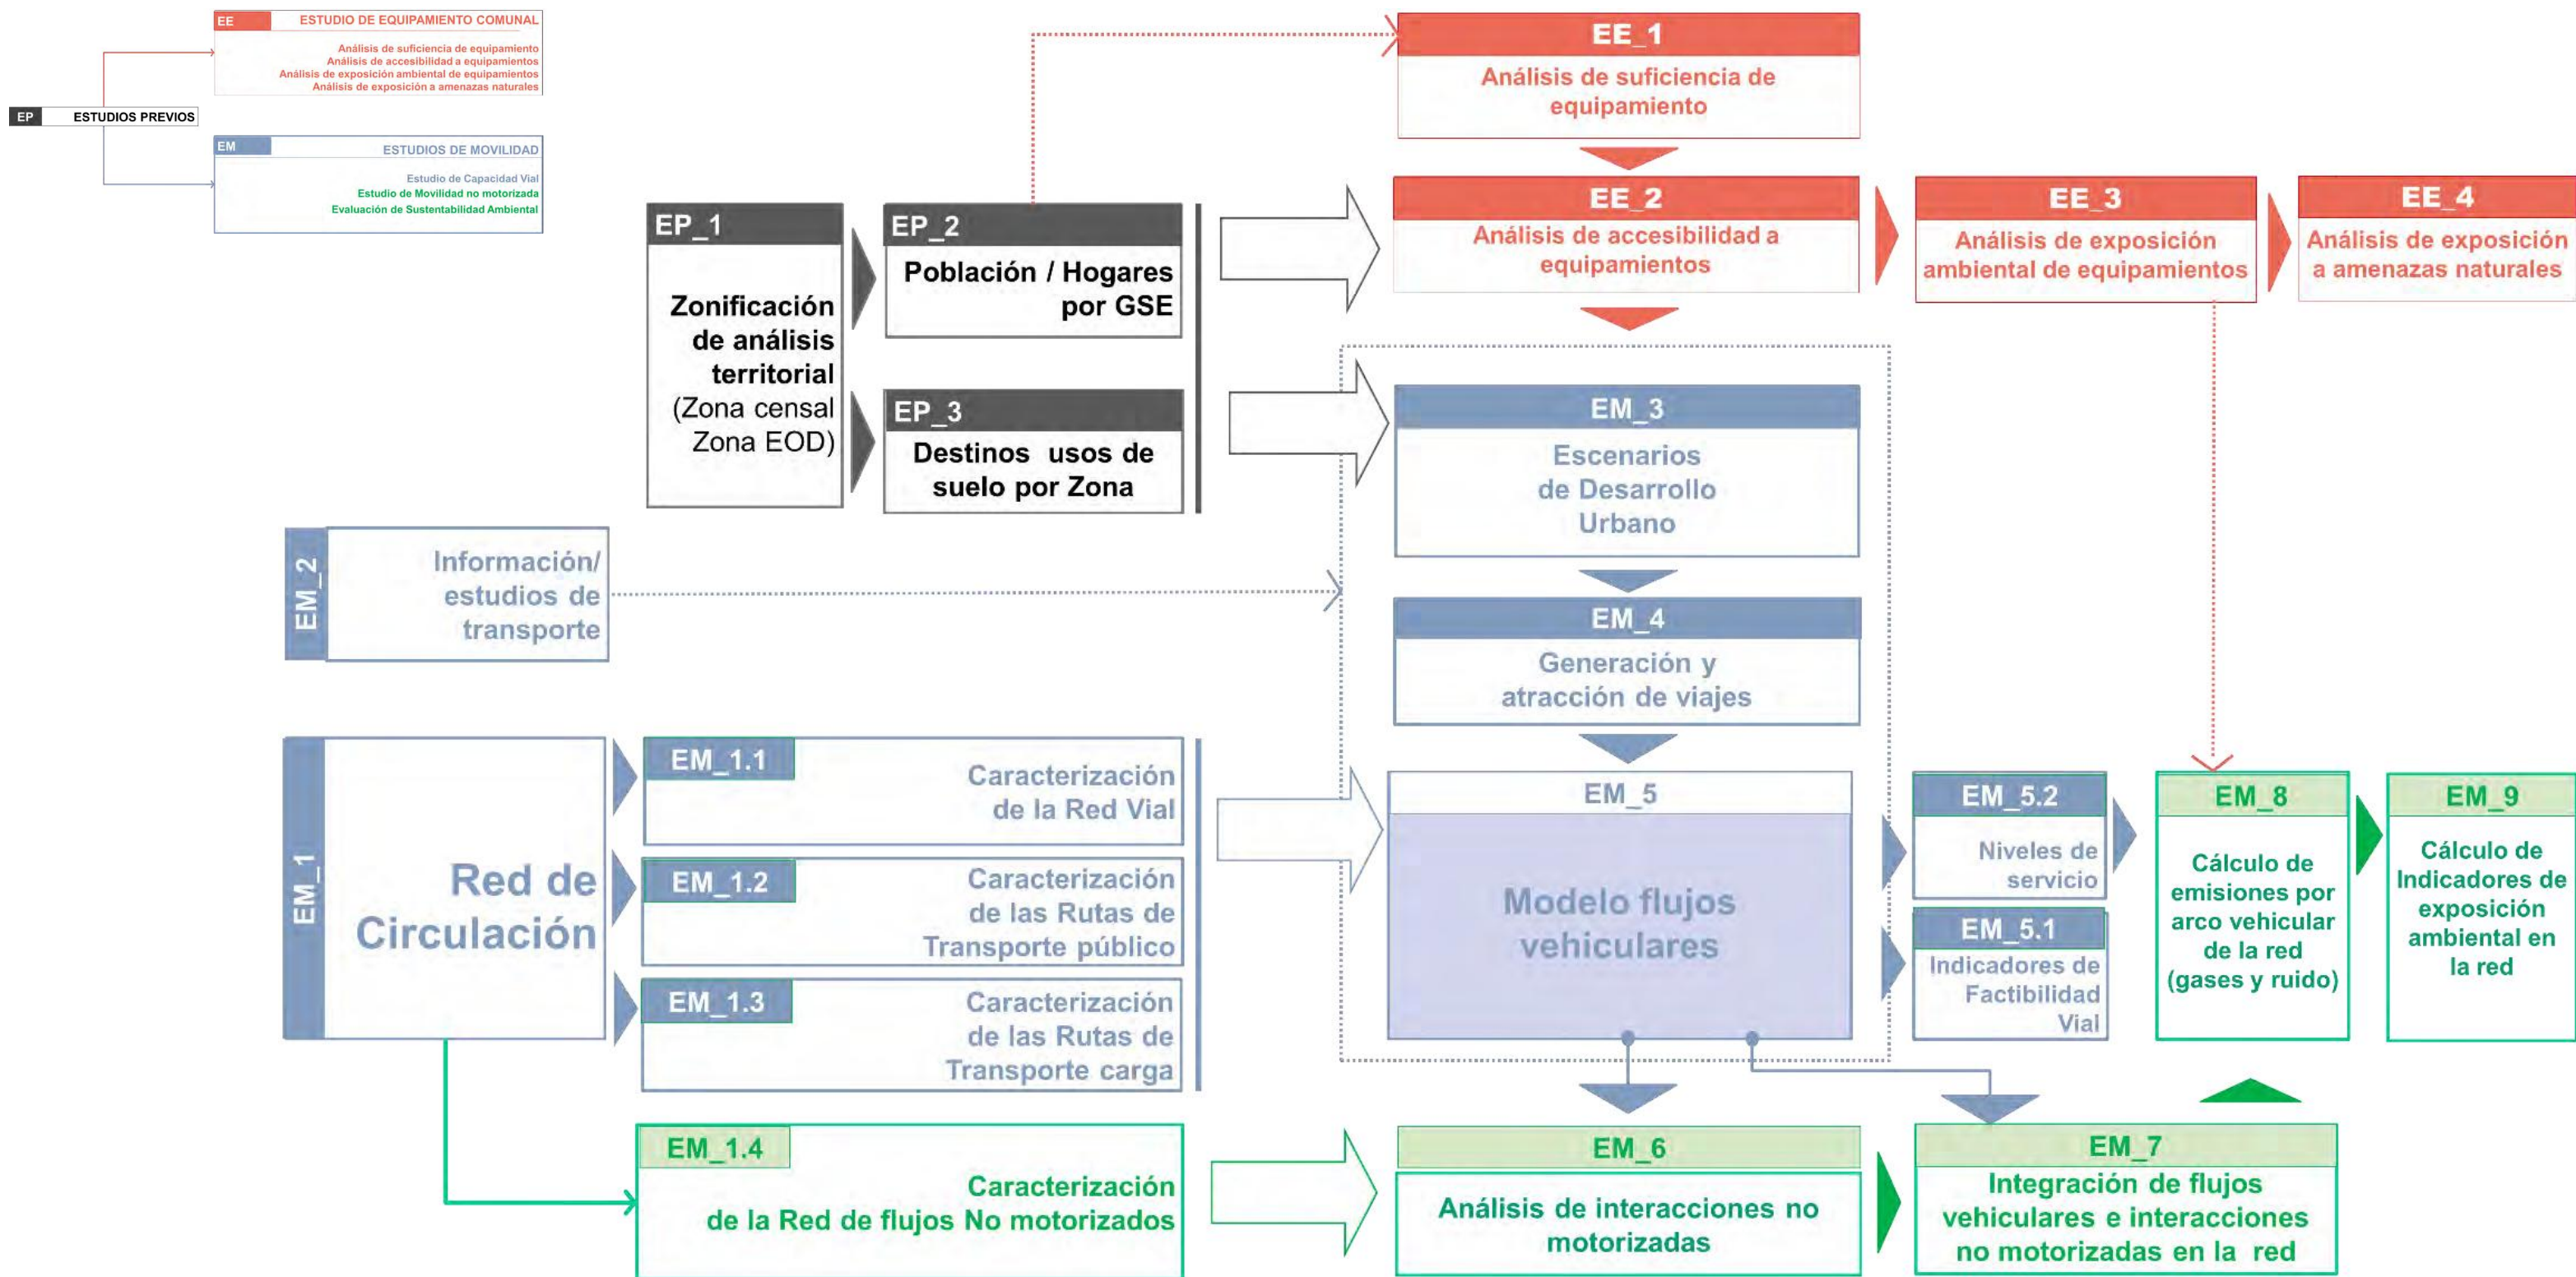 EE ESTUDIO DE EQUIPAMIENTO COMUNAL
Análisis de suficiencia de equipamiento
Análisis de accesibilidad a equipamientos
Análisis de exposición ambiental de equipamientos
Análisis de exposición a amenazas naturales
EP ESTUDIOS PREVIOS
EM ESTUDIOS DE MOVILIDAD
Estudio de Capacidad Vial
Estudio de Movilidad no motorizada
Evaluación de Sustentabilidad Ambiental
EE_1
Análisis de suficiencia de
equipamiento
EE_2
Análisis de accesibilidad a
equipamientos
EE_3
Análisis de exposición
ambiental de equipamientos
EE_4
Análisis de exposición
a amenazas naturales
EP_1
Zonificación
de análisis
territorial
(Zona censal
Zona EOD)
EP_2
Población / Hogares
por GSE
EP_3
Destinos usos de
suelo por Zona
EM_3
Escenarios
de Desarrollo
Urbano
EM_2
Información/
estudios de
transporte
EM_4
Generación y
atracción de viajes
EM_1
Red de
Circulación
EM_1.1
Caracterización
de la Red Vial
EM_1.2
Caracterización
de las Rutas de
Transporte público
EM_1.3
Caracterización
de las Rutas de
Transporte carga
EM_5
Modelo flujos
vehiculares
EM_5.2
Niveles de
servicio
EM_5.1
Indicadores de
Factibilidad
Vial
EM_8
Cálculo de
emisiones por
arco vehicular
de la red
(gases y ruido)
EM_9
Cálculo de
Indicadores de
exposición
ambiental en
la red
EM_1.4
Caracterización
de la Red de flujos No motorizados
EM_6
Análisis de interacciones no
motorizadas
EM_7
Integración de flujos
vehiculares e interacciones
no motorizadas en la red